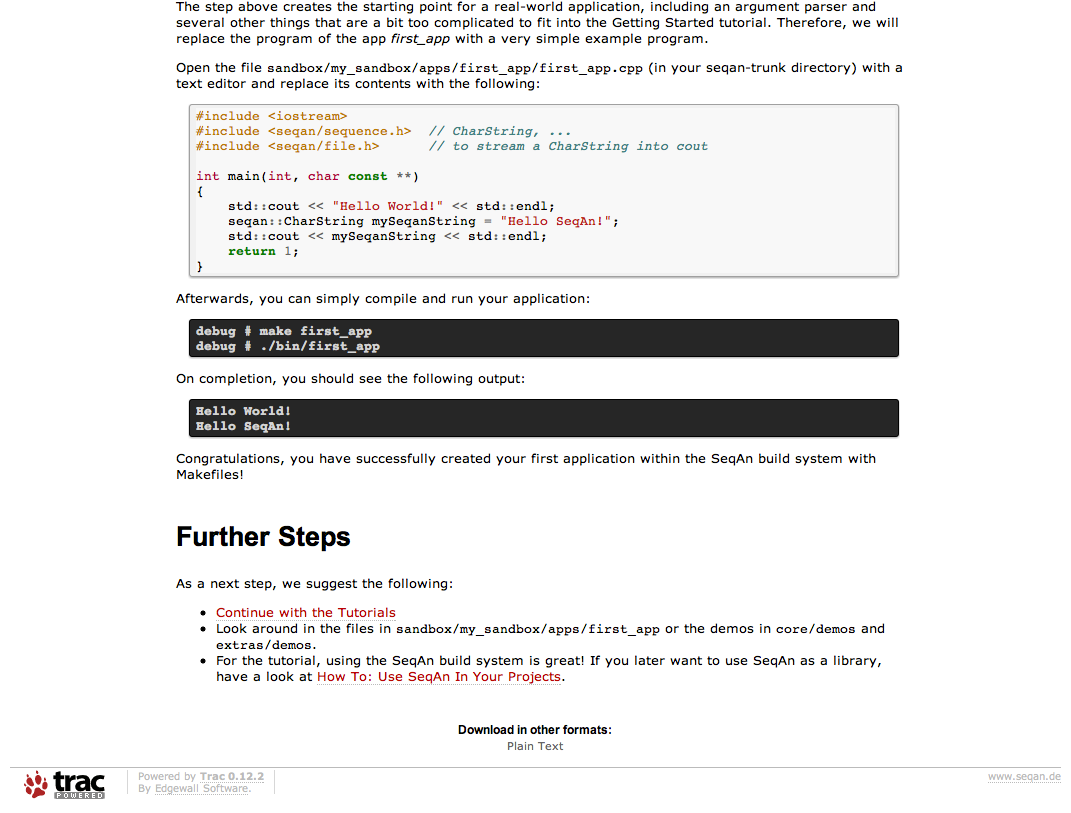 The step above creates the starting point for a real-world application, including an argument parser and
several other things that are a bit too complicated to fit into the Getting Started tutorial. Therefore, we will
replace the program of the app first_app with a very simple example program.
Open the file sandbox/my_sandbox/apps/first_app/first_app.cpp (in your seqan-trunk directory) with a
text editor and replace its contents with the following:
#include <iostream>
#include <seqan/sequence.h>  // CharString, ...
#include <seqan/file.h>      // to stream a CharString into cout
int main(int, char const **)
{
    std::cout << "Hello World!" << std::endl;
    seqan::CharString mySeqanString = "Hello SeqAn!";
    std::cout << mySeqanString << std::endl;
    return 1;
}
Afterwards, you can simply compile and run your application:
debug # make first_app
debug # ./bin/first_app
On completion, you should see the following output:
Hello World!
Hello SeqAn!
Congratulations, you have successfully created your first application within the SeqAn build system with
Makefiles!
Further Steps
As a next step, we suggest the following:
• Continue with the Tutorials
• Look around in the files in sandbox/my_sandbox/apps/first_app or the demos in core/demos and
extras/demos.
• For the tutorial, using the SeqAn build system is great! If you later want to use SeqAn as a library,
have a look at How To: Use SeqAn In Your Projects.
Download in other formats:
Plain Text
trac
POWERED
Powered by Trac 0.12.2
By Edgewall Software.
www.seqan.de